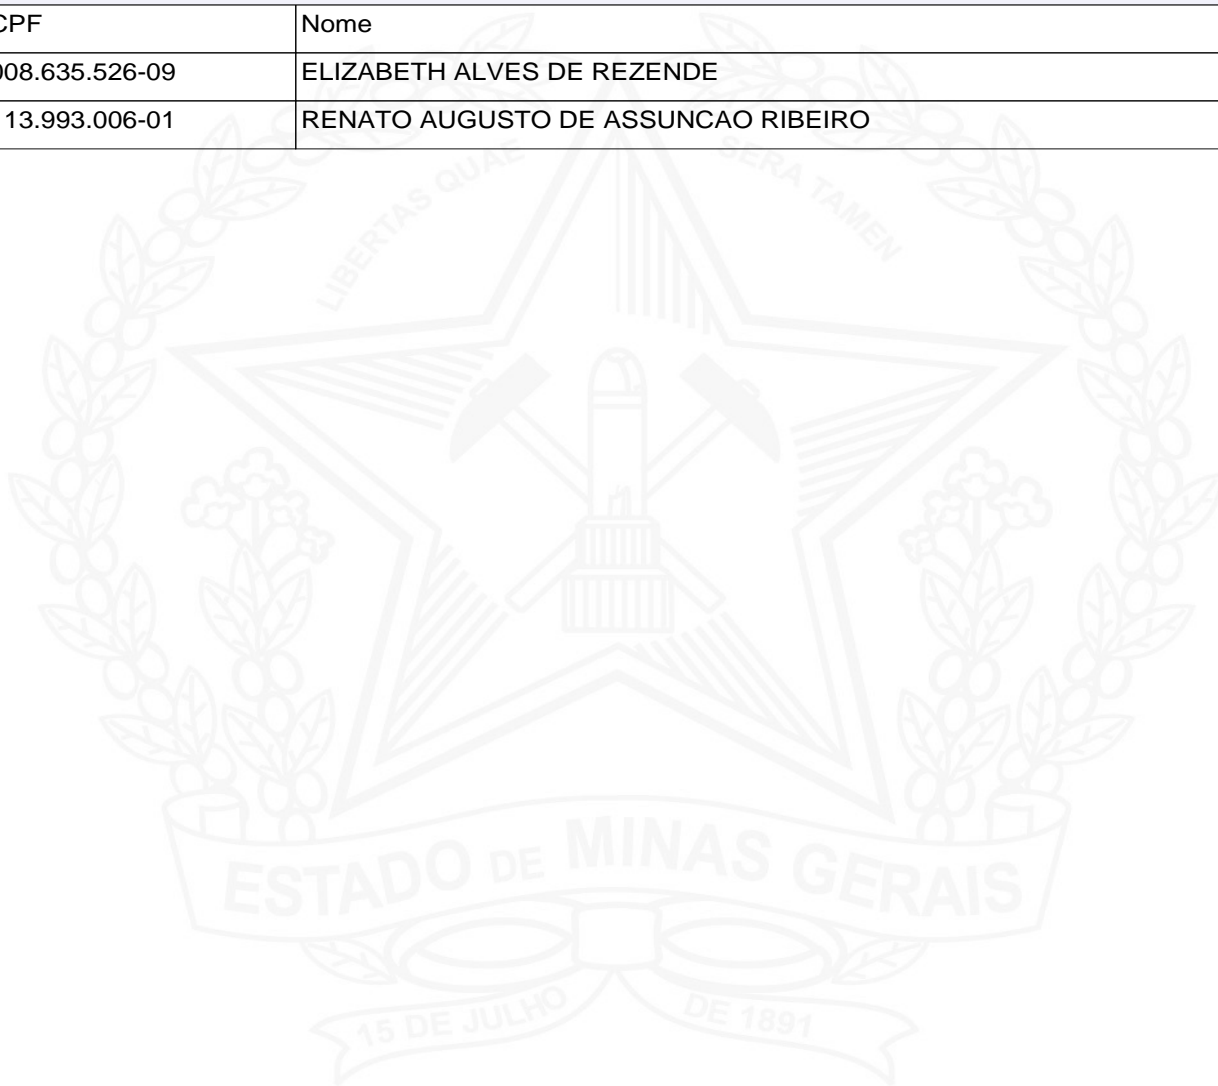 CPF Nome
008.635.526-09 ELIZABETH ALVES DE REZENDE
13.993.006-01 RENATO AUGUSTO DE ASSUNCAO RIBEIRO
LIBERTAS QUAE SERA TAMEN
ESTADO DE MINAS GERAIS
15 DE JULHO DE 1891